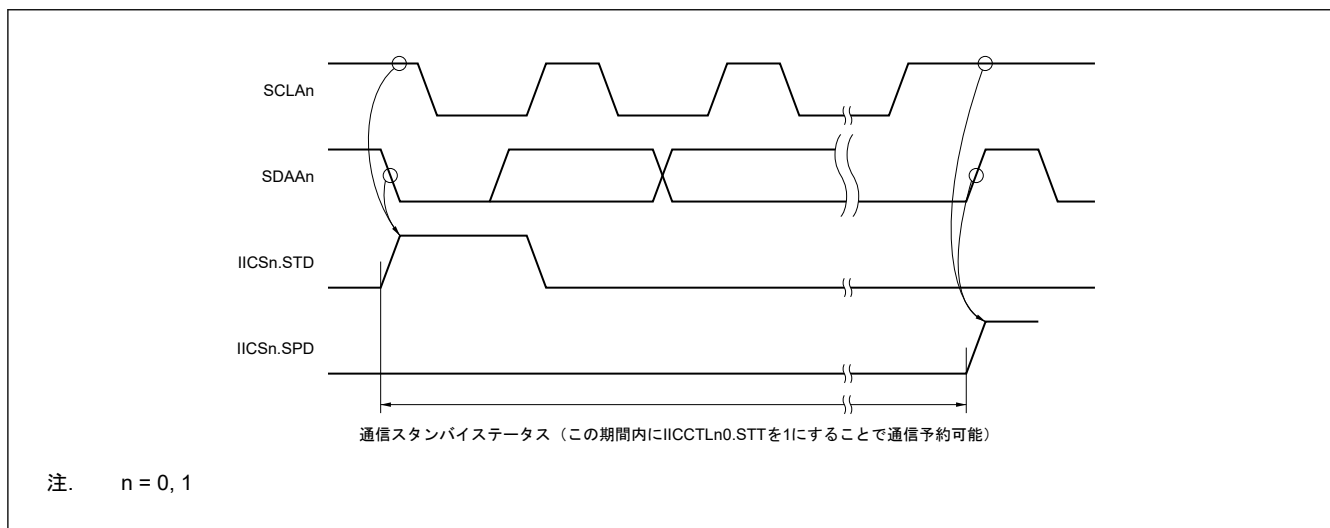 SCLAn
SDAAn
IICSn.STD
IICSn.SPD
通信スタンバイステータス（この期間内にIICCTLn0.STTを1にすることで通信予約可能）
注. n = 0, 1